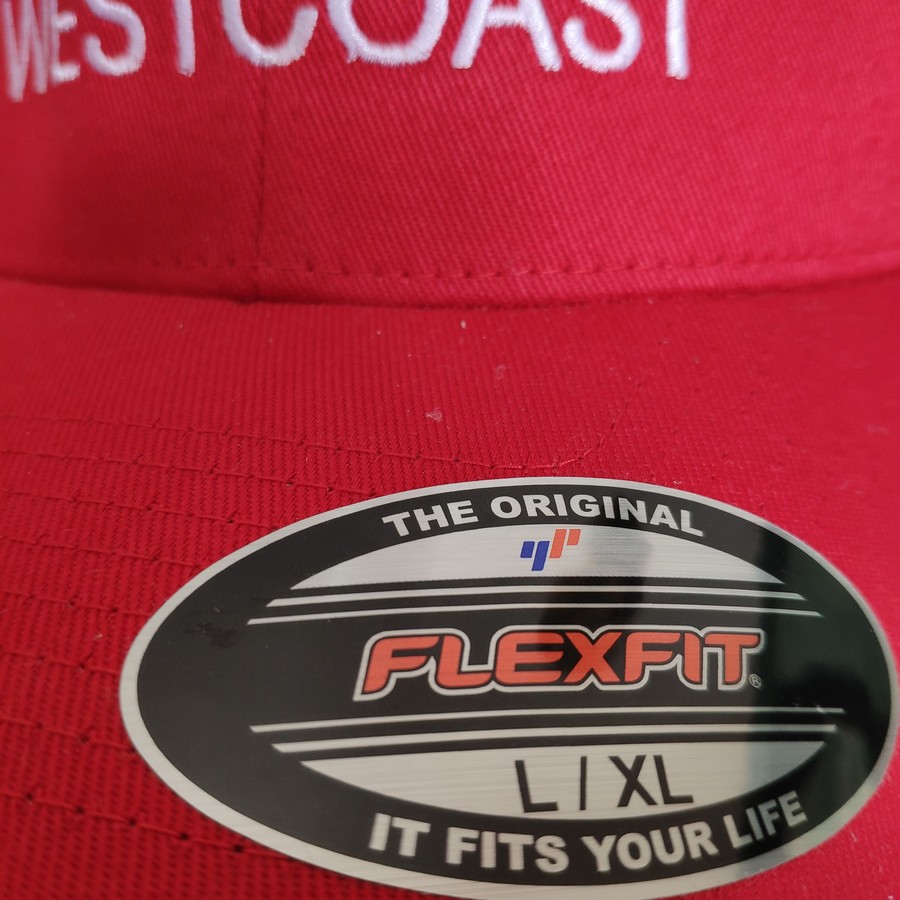 WESTCOAST
THE ORIGINAL
FLEXFIT®
L / XL
IT FITS YOUR LIFE